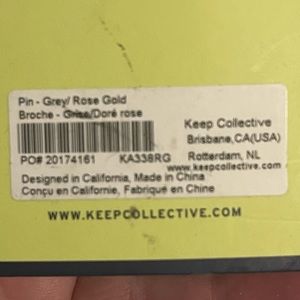 Pin - Grey/ Rose Gold
Broche - Grise/Doré rose
Keep Collective
Brisbane,CA(USA)
PO# 20174161 KA338RG Rotterdam, NL
www.keepcollective.com
Designed in California, Made in China
Conçu en Californie, Fabriqué en Chine
WWW.KEEPCOLLECTIVE.COM